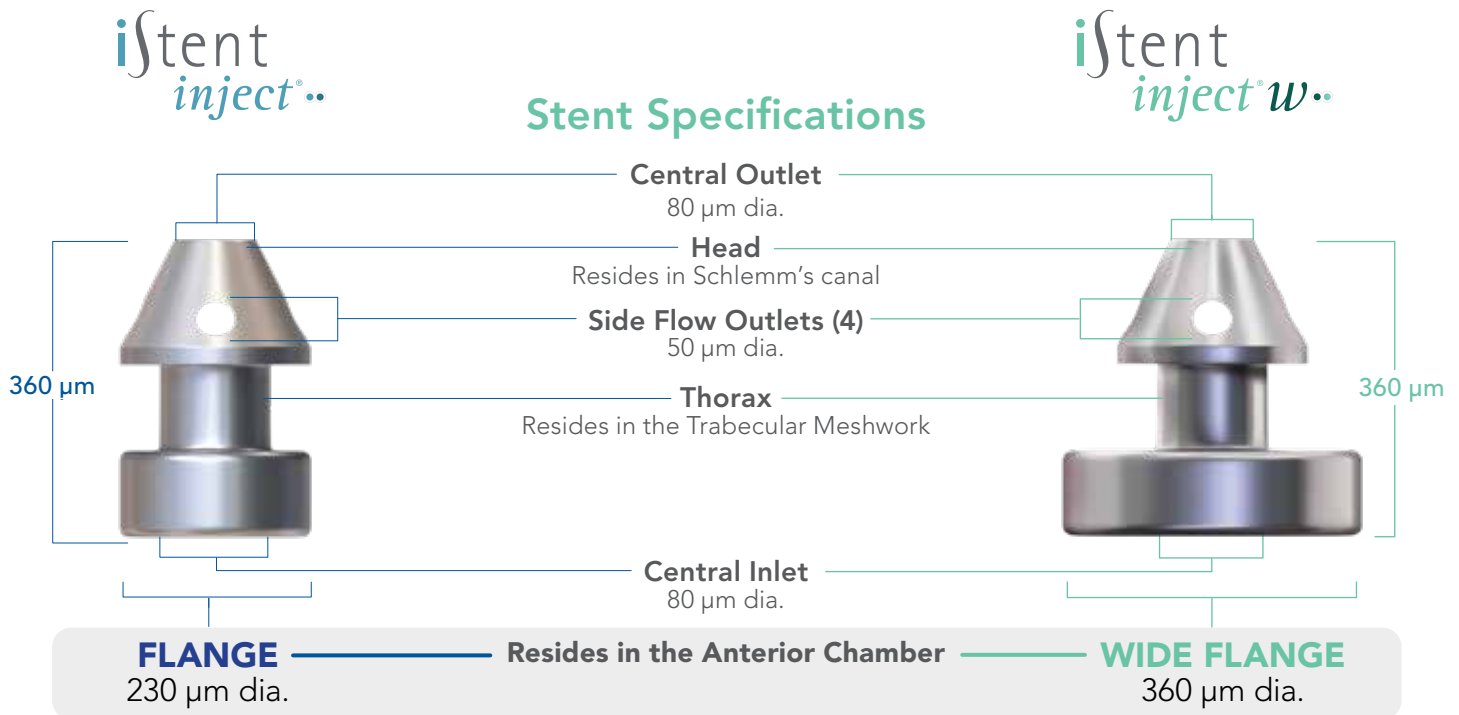 iStent
inject®
iStent
inject® W
Stent Specifications
Central Outlet
80 µm dia.
Head
Resides in Schlemm’s canal
Side Flow Outlets (4)
50 µm dia.
360 µm
Thorax
360 µm
Resides in the Trabecular Meshwork
Central Inlet
80 µm dia.
FLANGE
Resides in the Anterior Chamber
WIDE FLANGE
230 µm dia.
360 µm dia.